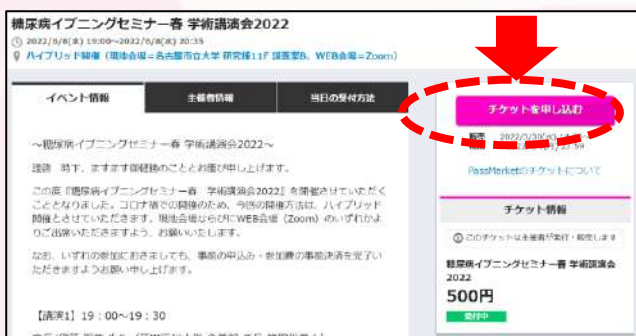 糖尿病イブニングセミナー春 学術講演会2022
2022/6/8(水) 19:00~2022/6/8(水) 20:35
ハイブリッド開催(現地会場=名古屋市立大学 研究棟11F 講義室B、WEB会場=Zoom)
イベント情報
主催者情報
当日の受付方法
チケットを申し込む
~糖尿病イブニングセミナー春 学術講演会2022~
謹啓 時下、ますます御健勝のこととお慶び申し上げます。
この度『糖尿病イブニングセミナー春 学術講演会2022』を開催させていただく
こととなりました。コロナ禍での開催のため、今回の開催方法は、ハイブリッド
開催とさせていただきます。現地会場ならびにWEB会場(Zoom)のいずれかよ
りご出席いただきますよう、お願いいたします。
なお、いずれの参加におきましても、事前の申込み・参加費の事前決済を完了い
ただきますようお願い申し上げます。
【講演1】19:00~19:30
PassMarketのチケットについて
チケット情報
このチケットは主催者が発行・販売します
糖尿病イブニングセミナー春 学術講演会
2022
500円
受付中